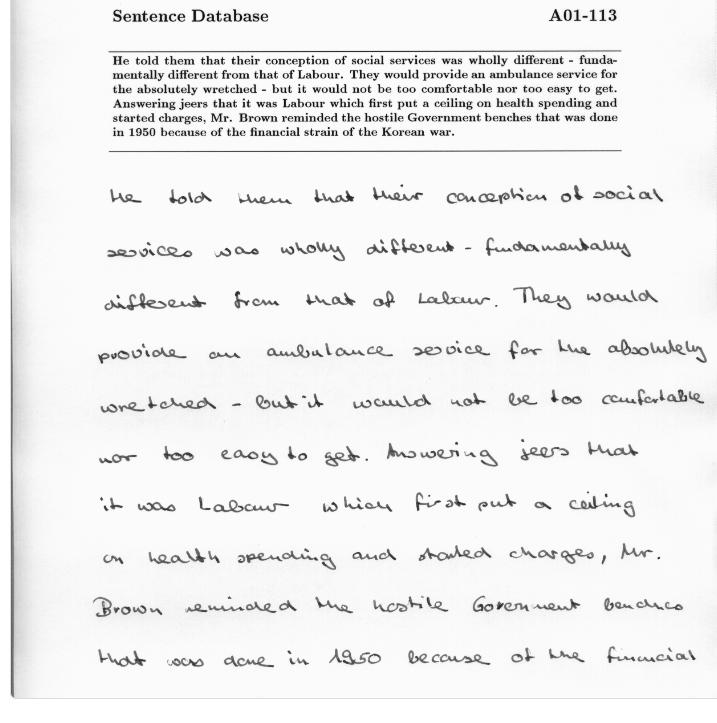 Sentence Database A01-113
He told them that their conception of social services was wholly different - funda-
mentally different from that of Labour. They would provide an ambulance service for
the absolutely wretched - but it would not be too comfortable nor too easy to get.
Answering jeers that it was Labour which first put a ceiling on health spending and
started charges, Mr. Brown reminded the hostile Government benches that was done
in 1950 because of the financial strain of the Korean war.
He told them that their conception of social
services was wholly different - fundamentally
different from that of Labour. They would
provide an ambulance service for the absolutely
wretched - but it would not be too comfortable
nor too easy to get. Answering jeers that
it was Labour which first put a ceiling
on health spending and started charges, Mr.
Brown reminded the hostile Government benches
that was done in 1950 because of the financial